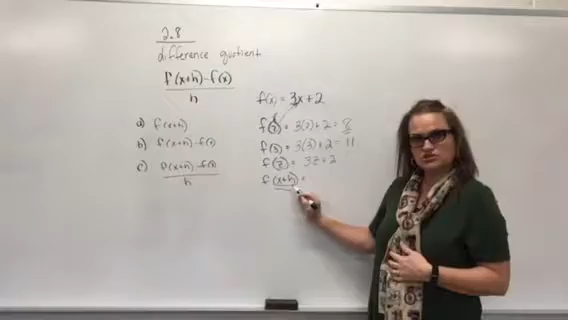 2.8
difference quotient
f(x+h)-f(x)
h
a) f(x+h)
b) f(x+h)-f(x)
c) f(x+h)-f(x)
h
f(x) = 3x+2
f(2) = 3(2)+2 = 8
f(3) = 3(3)+2 = 11
f(z) = 3z+2
f(x+h) =